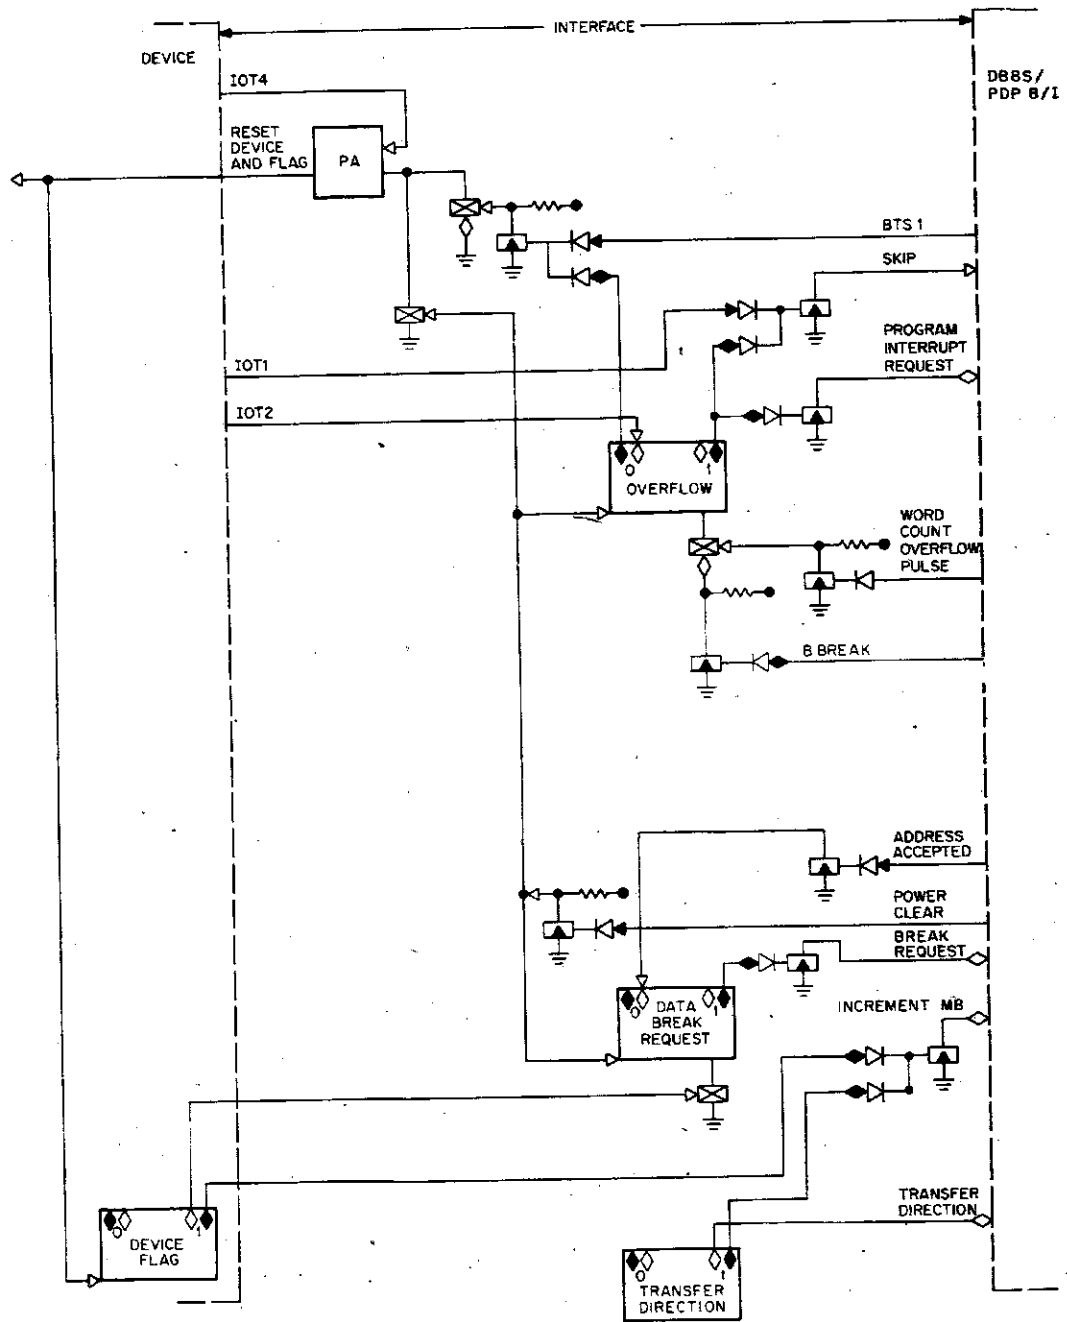 INTERFACE
DEVICE
DB8S/
PDP 8/I
IOT4
RESET
DEVICE
AND FLAG
PA
BTS 1
SKIP
PROGRAM
INTERRUPT
REQUEST
IOT1
IOT2
0
1
OVERFLOW
WORD
COUNT
OVERFLOW
PULSE
B BREAK
ADDRESS
ACCEPTED
POWER
CLEAR
BREAK
REQUEST
0
1
DATA
BREAK
REQUEST
INCREMENT MB
TRANSFER
DIRECTION
0
1
DEVICE
FLAG
0
1
TRANSFER
DIRECTION